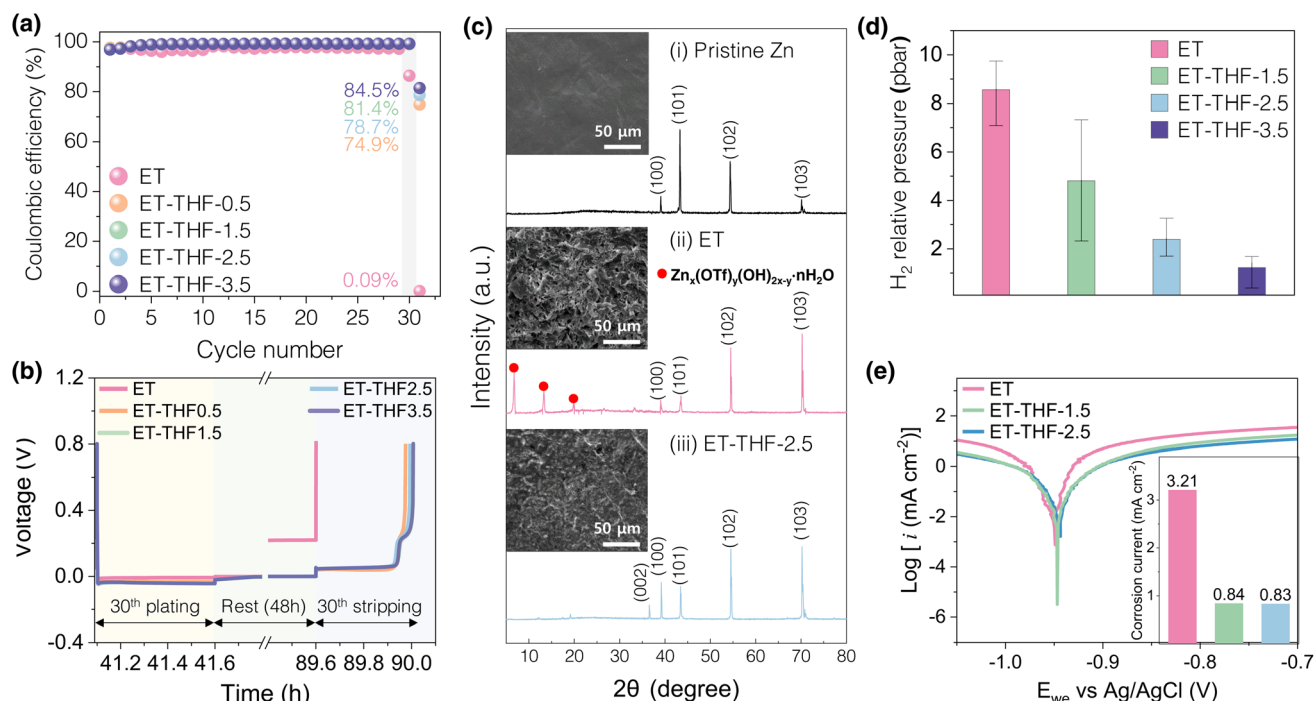 (a)
Coulombic efficiency (%)
100
80
60
40
20
0
84.5%
81.4%
78.7%
74.9%
ET
ET-THF-0.5
ET-THF-1.5
ET-THF-2.5
ET-THF-3.5
0.09%
0 5 10 15 20 25 30 35
Cycle number
(b)
Voltage (V)
1.2
0.8
0.4
0.0
-0.4
ET
ET-THF0.5
ET-THF1.5
ET-THF2.5
ET-THF3.5
30th plating
Rest (48h)
30th stripping
41.2 41.4 41.6 89.6 89.8 90.0
Time (h)
(c)
Intensity (a.u.)
(i) Pristine Zn
50 μm
(100)
(101)
(102)
(103)
(ii) ET
50 μm
Znx(OTf)y(OH)2x-y·nH2O
(100)
(101)
(102)
(103)
(iii) ET-THF-2.5
50 μm
(002)
(100)
(101)
(102)
(103)
10 20 30 40 50 60 70 80
2θ (degree)
(d)
H2 relative pressure (pbar)
10
8
6
4
2
ET
ET-THF-1.5
ET-THF-2.5
ET-THF-3.5
(e)
Log [ i (mA cm-2)]
4
2
0
-2
-4
-6
ET
ET-THF-1.5
ET-THF-2.5
Corrosion current (mA cm-2)
3
2
1
3.21
0.84
0.83
-1.0 -0.9 -0.8 -0.7
Ewe vs Ag/AgCl (V)